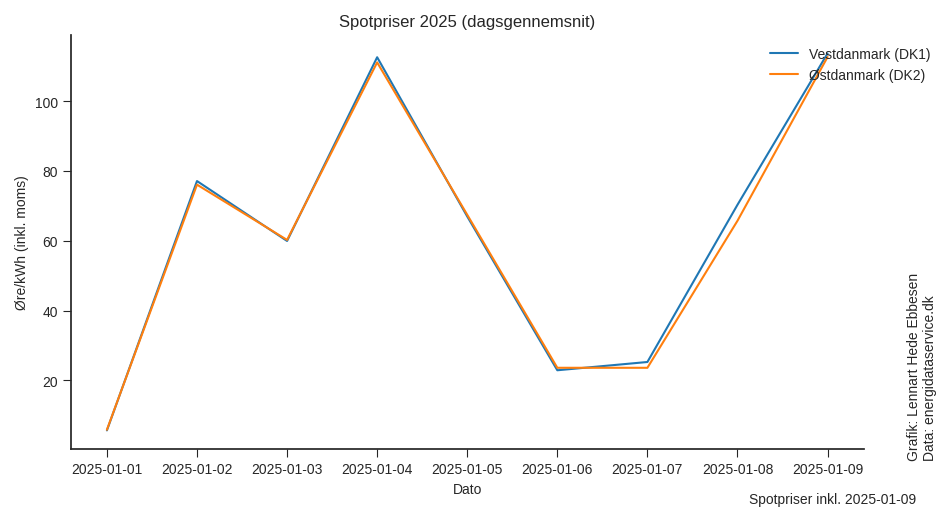 Spotpriser 2025 (dagsgennemsnit)
Vestdanmark (DK1)
Østdanmark (DK2)
Øre/kWh (inkl. moms)
100
80
60
40
20
2025-01-01 2025-01-02 2025-01-03 2025-01-04 2025-01-05 2025-01-06 2025-01-07 2025-01-08 2025-01-09
Dato
Grafik: Lennart Hede Ebbesen
Data: energidataservice.dk
Spotpriser inkl. 2025-01-09